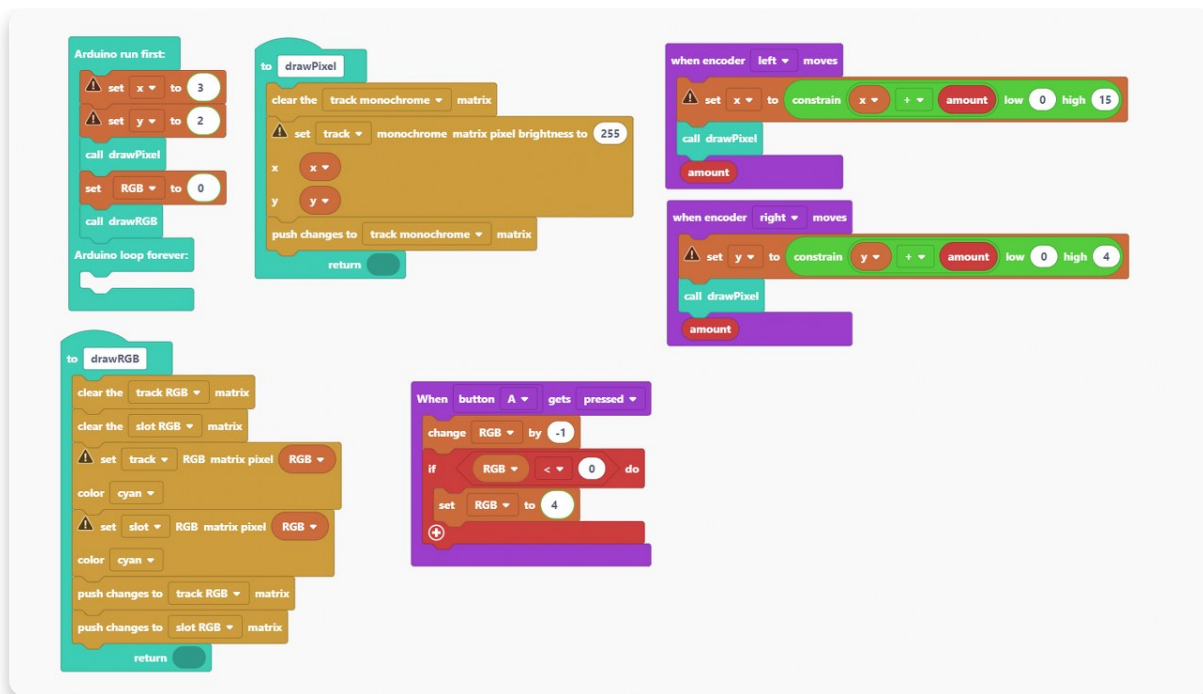 Arduino run first:
set x to 3
set y to 2
call drawPixel
set RGB to 0
call drawRGB
Arduino loop forever:
to drawPixel
clear the track monochrome matrix
set track monochrome matrix pixel brightness to 255
x x
y y
push changes to track monochrome matrix
return
when encoder left moves
set x to constrain x + amount low 0 high 15
call drawPixel
amount
when encoder right moves
set y to constrain y + amount low 0 high 4
call drawPixel
amount
to drawRGB
clear the track RGB matrix
clear the slot RGB matrix
set track RGB matrix pixel RGB
color cyan
set slot RGB matrix pixel RGB
color cyan
push changes to track RGB matrix
push changes to slot RGB matrix
return
When button A gets pressed
change RGB by -1
if RGB < 0 do
set RGB to 4